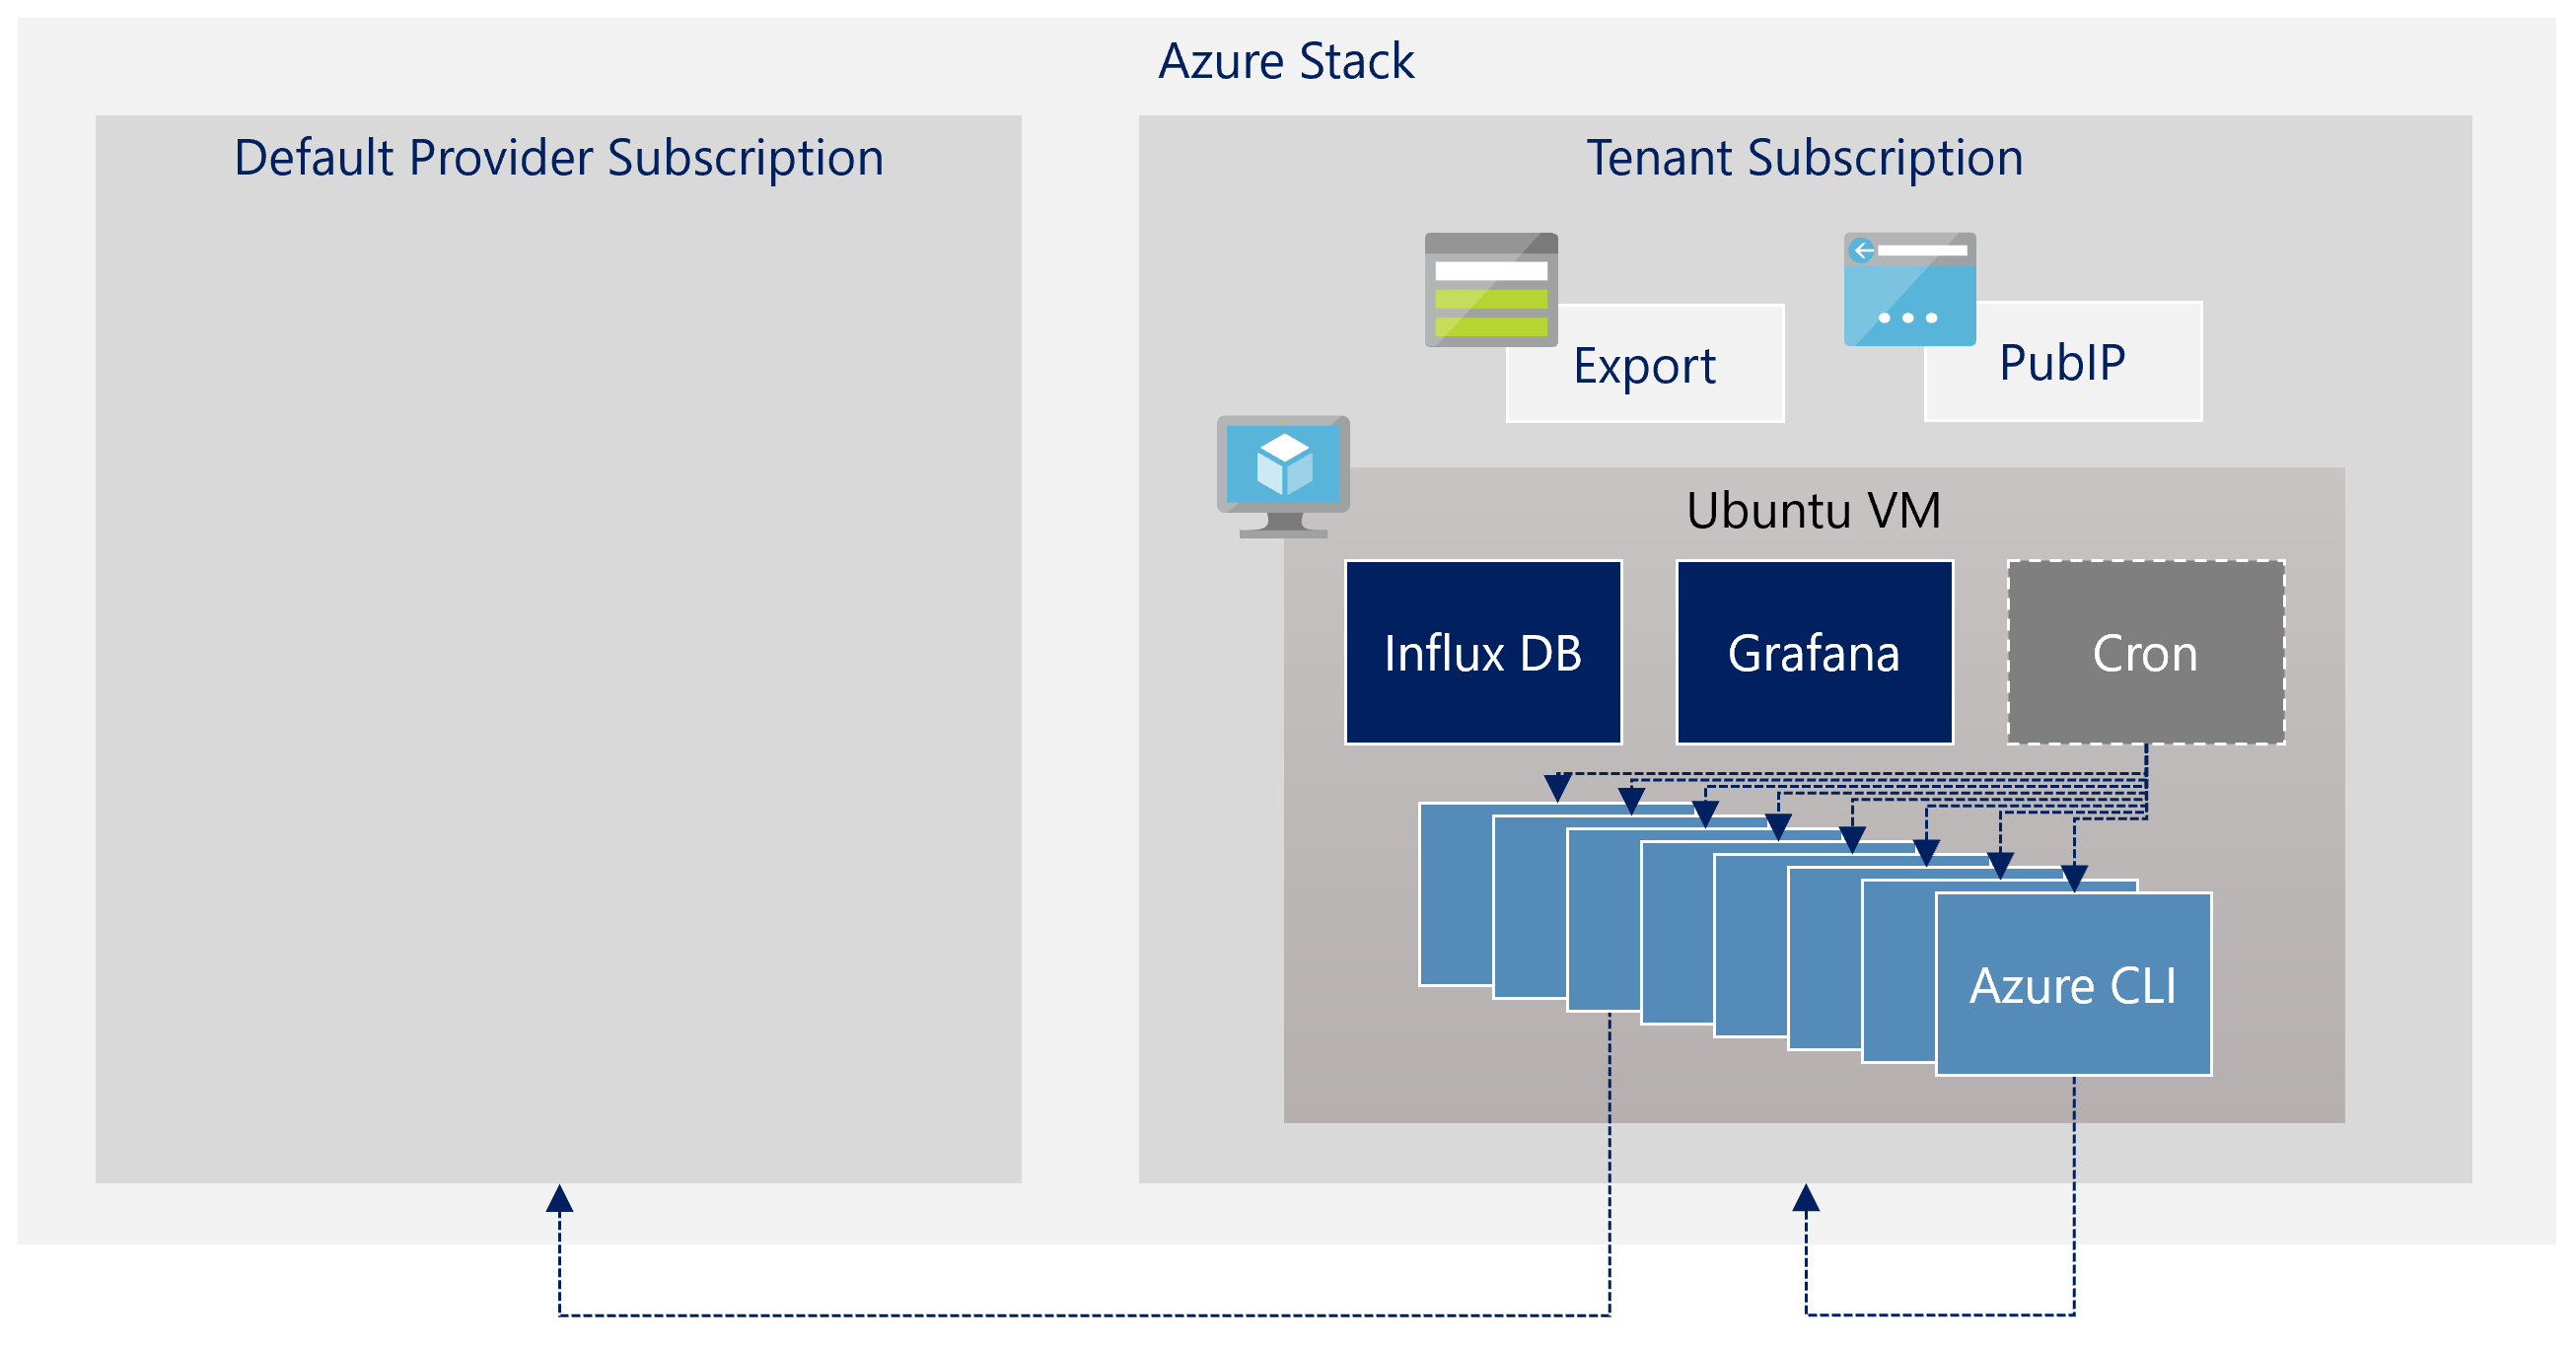 Azure Stack
Default Provider Subscription
Tenant Subscription
Export
PubIP
Ubuntu VM
Influx DB
Grafana
Cron
Azure CLI